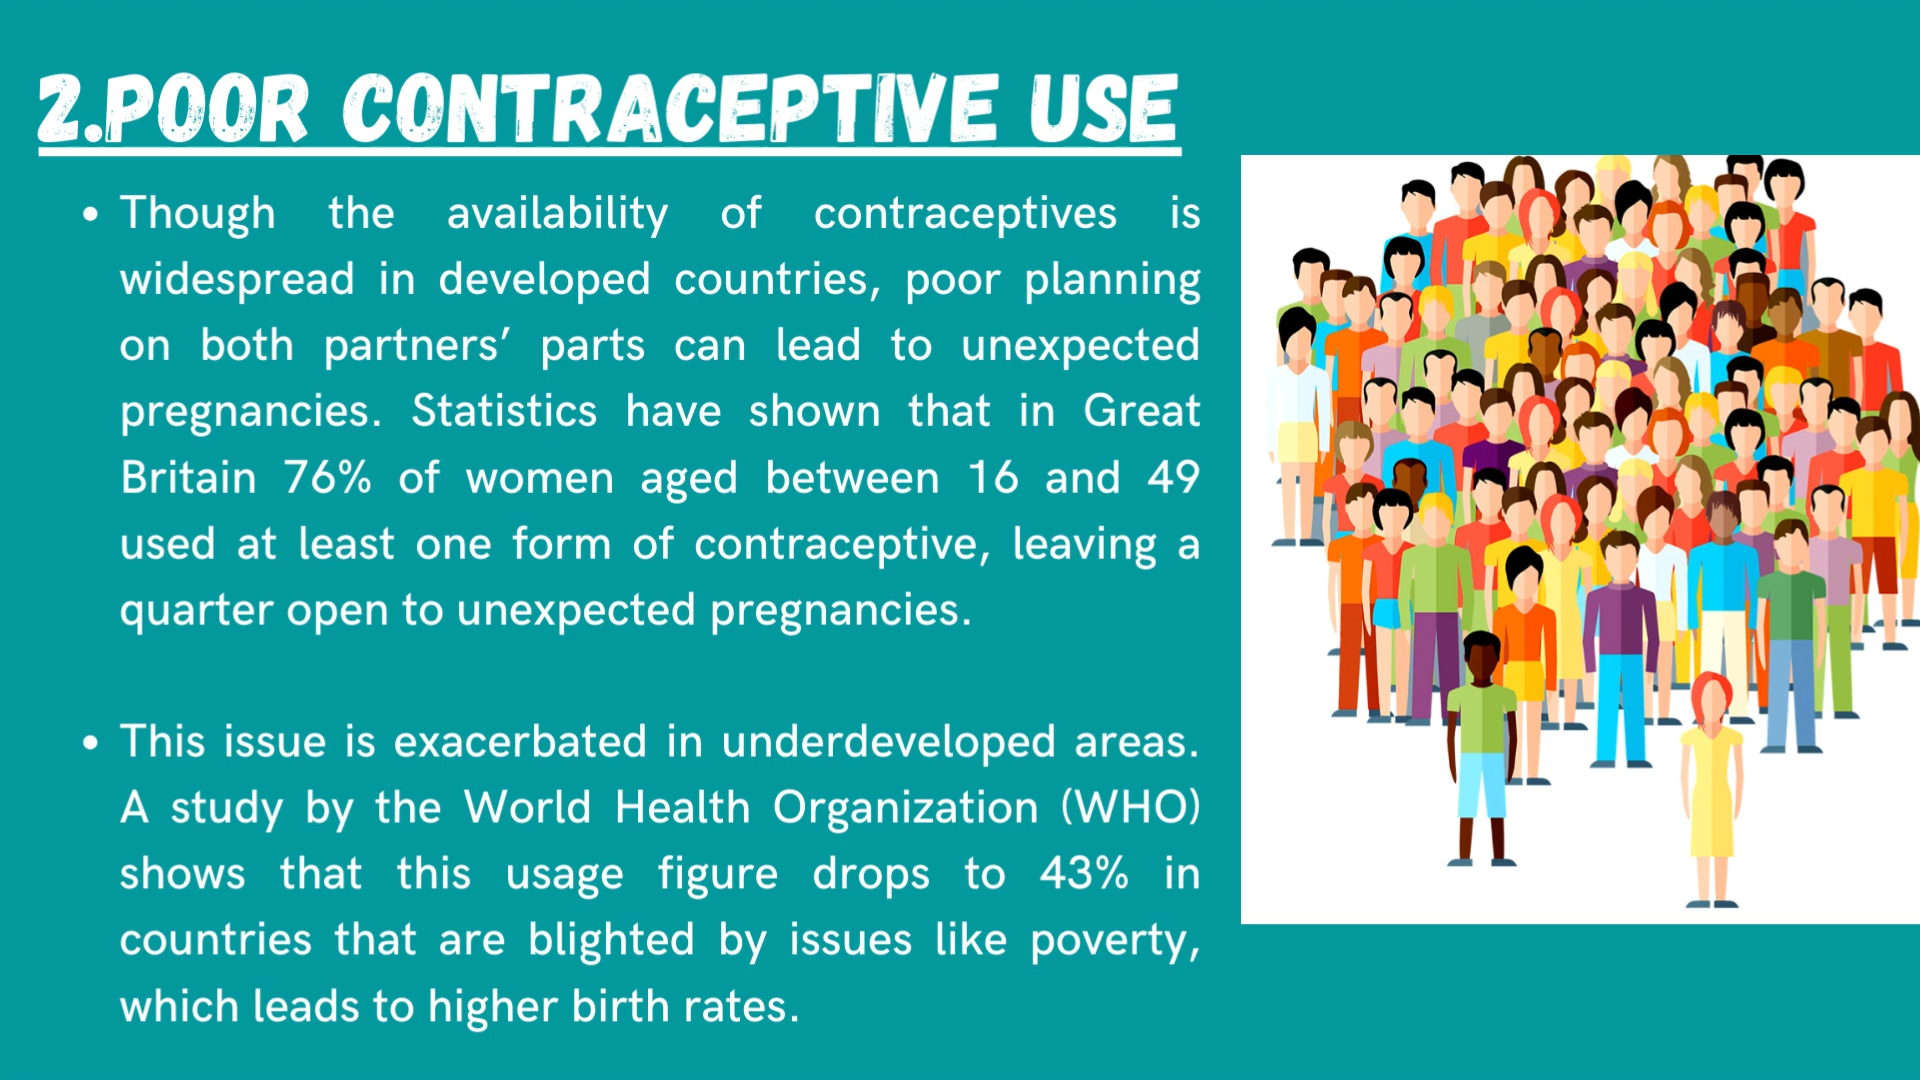 2.POOR CONTRACEPTIVE USE
• Though the availability of contraceptives is
widespread in developed countries, poor planning
on both partners’ parts can lead to unexpected
pregnancies. Statistics have shown that in Great
Britain 76% of women aged between 16 and 49
used at least one form of contraceptive, leaving a
quarter open to unexpected pregnancies.
• This issue is exacerbated in underdeveloped areas.
A study by the World Health Organization (WHO)
shows that this usage figure drops to 43% in
countries that are blighted by issues like poverty,
which leads to higher birth rates.